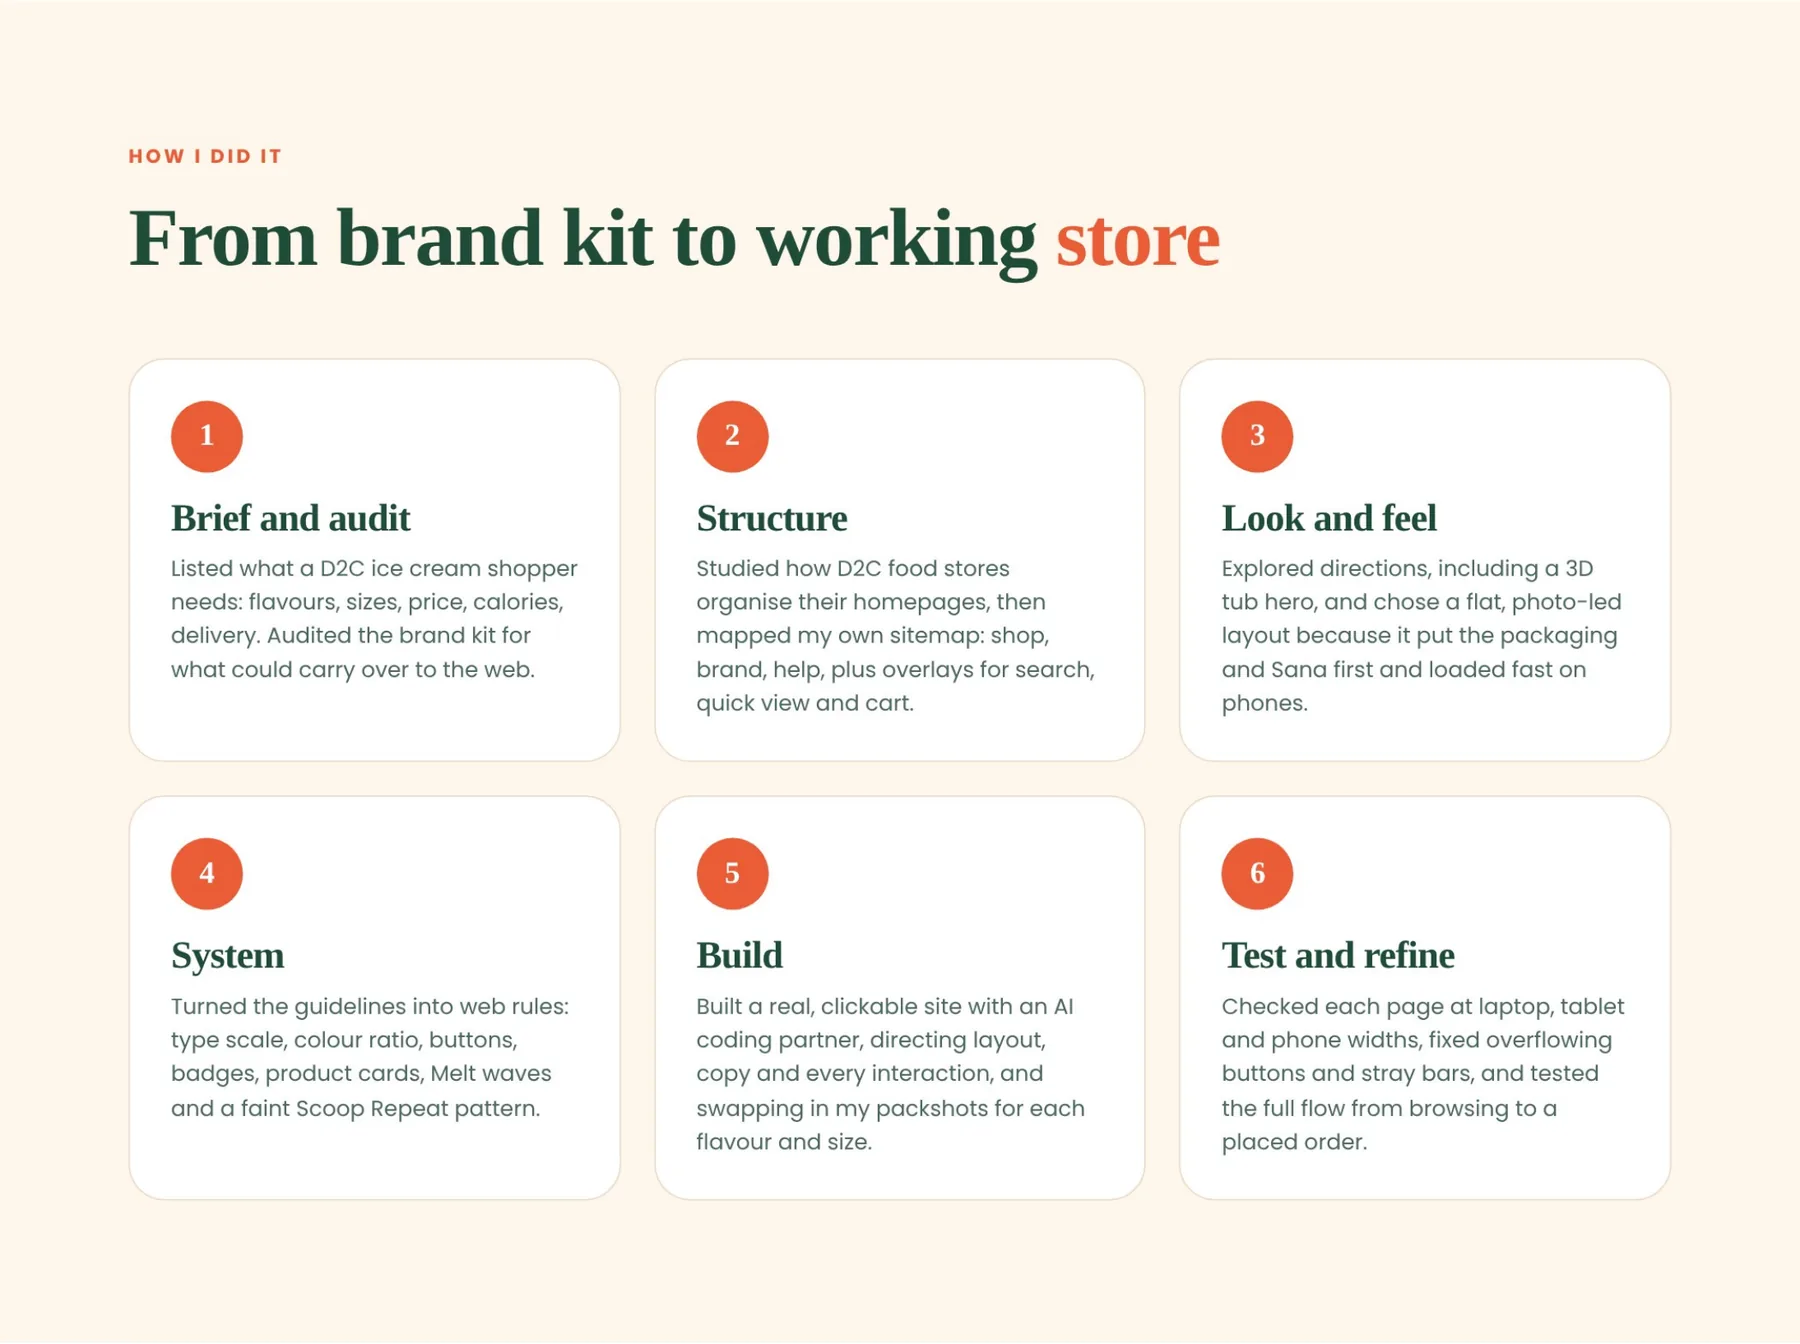 HOW I DID IT
From brand kit to working store
1
Brief and audit
Listed what a D2C ice cream shopper
needs: flavours, sizes, price, calories,
delivery. Audited the brand kit for
what could carry over to the web.
2
Structure
Studied how D2C food stores
organise their homepages, then
mapped my own sitemap: shop,
brand, help, plus overlays for search,
quick view and cart.
3
Look and feel
Explored directions, including a 3D
tub hero, and chose a flat, photo-led
layout because it put the packaging
and Sana first and loaded fast on
phones.
4
System
Turned the guidelines into web rules:
type scale, colour ratio, buttons,
badges, product cards, Melt waves
and a faint Scoop Repeat pattern.
5
Build
Built a real, clickable site with an AI
coding partner, directing layout,
copy and every interaction, and
swapping in my packshots for each
flavour and size.
6
Test and refine
Checked each page at laptop, tablet
and phone widths, fixed overflowing
buttons and stray bars, and tested
the full flow from browsing to a
placed order.